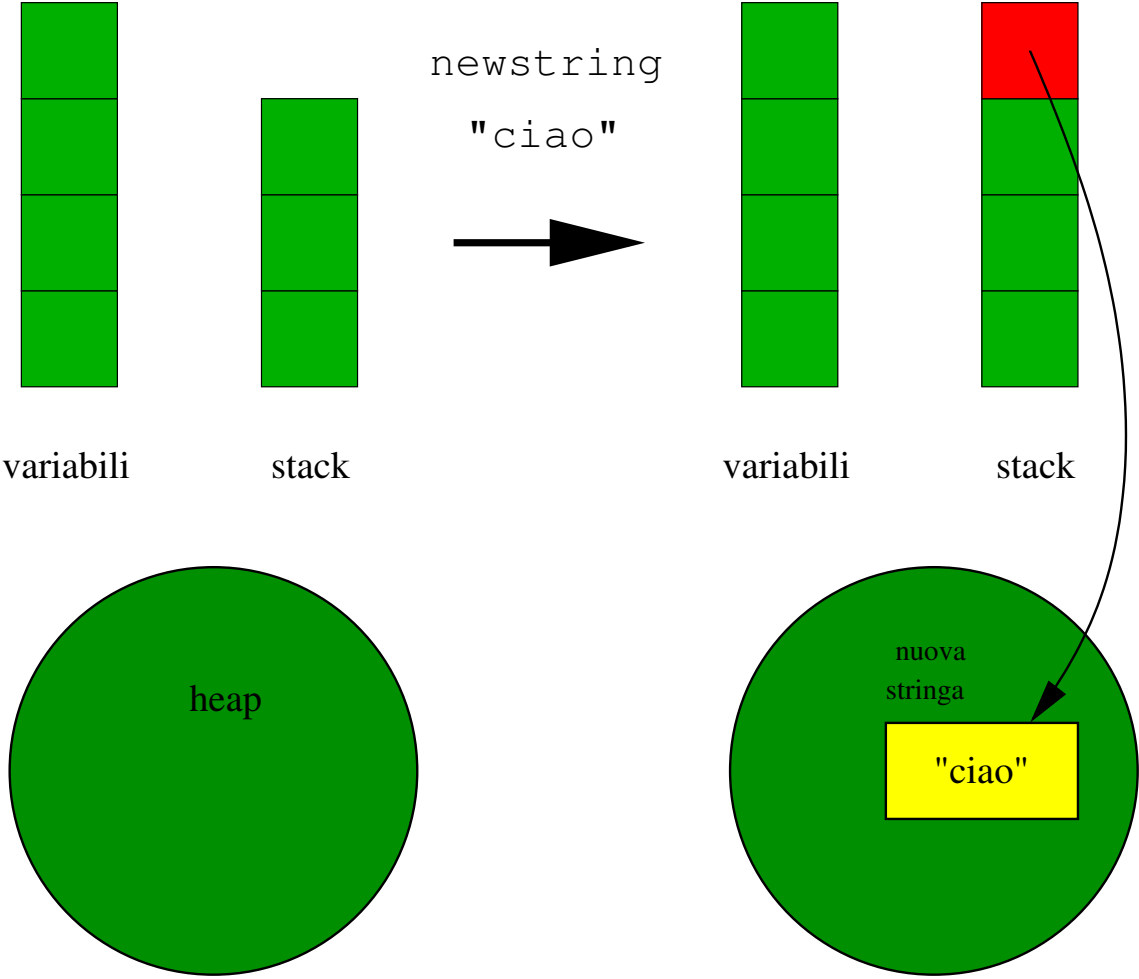 newstring
"ciao"
variabili
stack
variabili
stack
heap
nuova
stringa
"ciao"